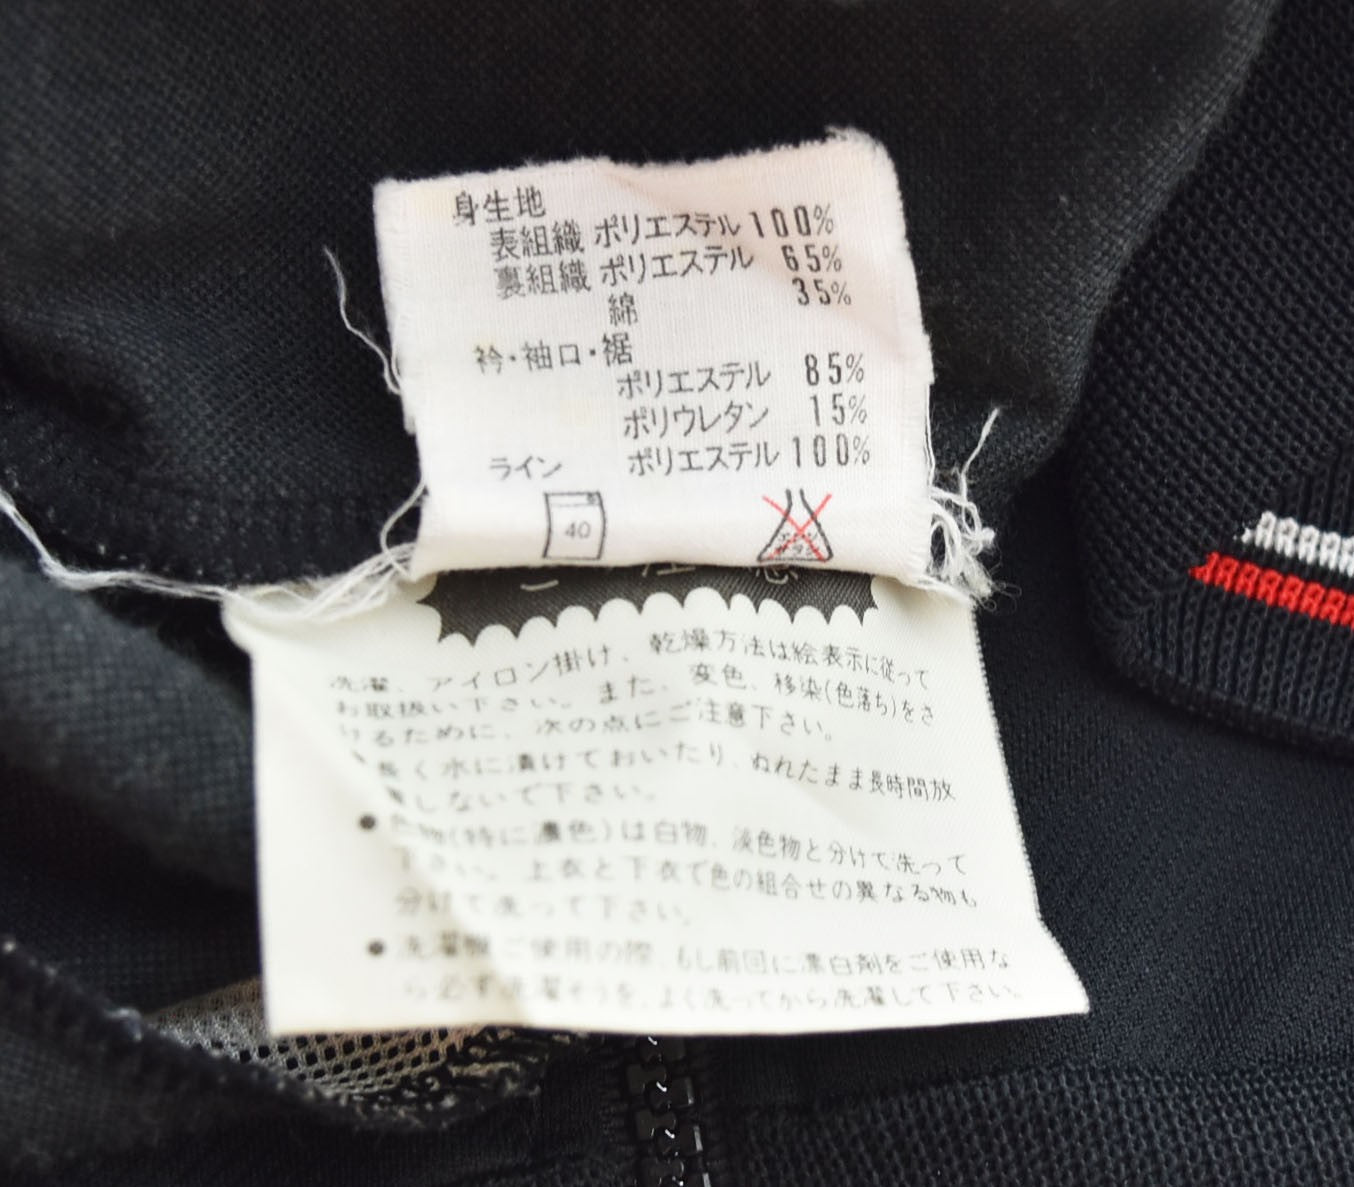 身生地
表組織 ポリエステル 100%
裏組織 ポリエステル 65%
綿 35%
衿・袖口・裾
ポリエステル 85%
ポリウレタン 15%
ライン ポリエステル 100%
40
エンソ
サラシ
ご注意
洗濯、アイロン掛け、乾燥方法は絵表示に従って
お取扱い下さい。また、変色、移染(色落ち)をさ
けるために、次の点にご注意下さい。
長く水に漬けておいたり、ぬれたまま長時間放
置しないで下さい。
●色物(特に濃色)は白物、淡色物と分けて洗って
下さい。上衣と下衣で色の組合せの異なる物も
分けて洗って下さい。
●洗濯機ご使用の際、もし前回に漂白剤をご使用な
ら必ず洗濯そうを、よく洗ってから洗濯して下さい。